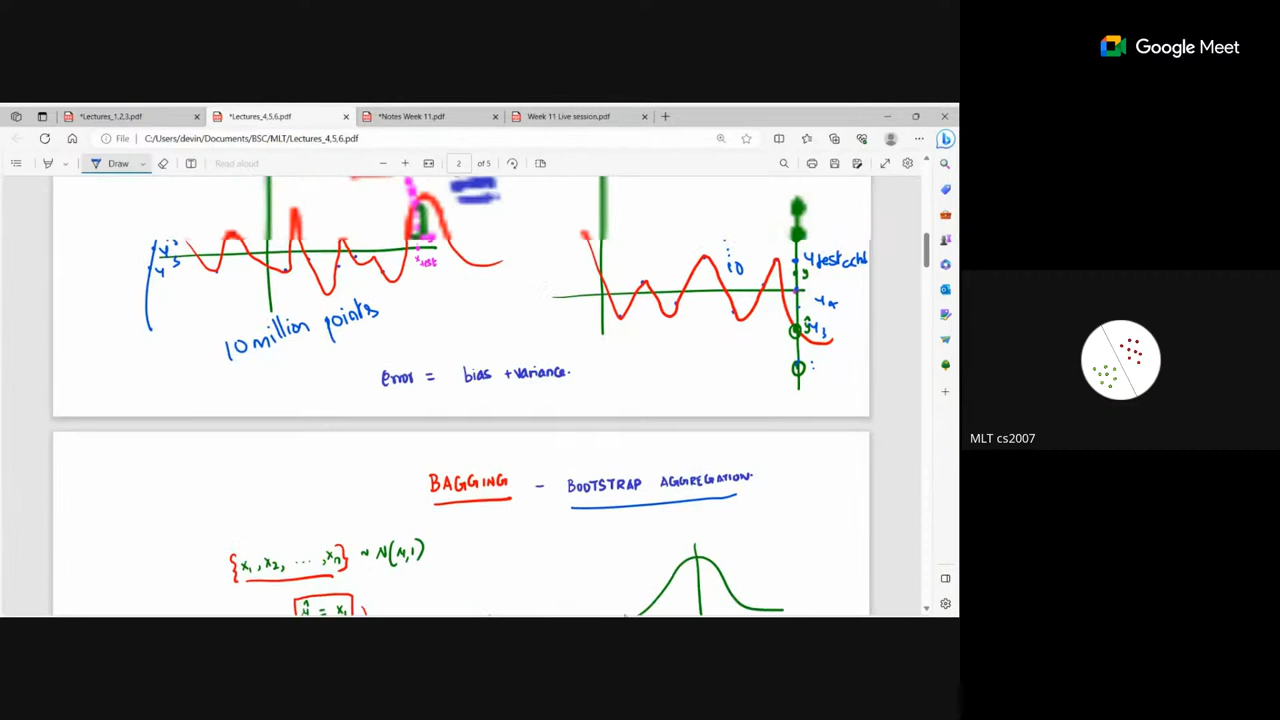 Google Meet
*Lectures_1,2,3.pdf
*Lectures_4,5,6.pdf
*Notes Week 11.pdf
Week 11 Live session.pdf
File
C:/Users/devin/Documents/BSC/MLT/Lectures_4,5,6.pdf
Draw
Read aloud
2 of 5
x test
10
y test
10 million points
error = bias + variance.
MLT cs2007
BAGGING - BOOTSTRAP AGGREGATION.
{x₁, x₂, ..., xₙ} ~ N(μ,1)
μ̂ = x₁